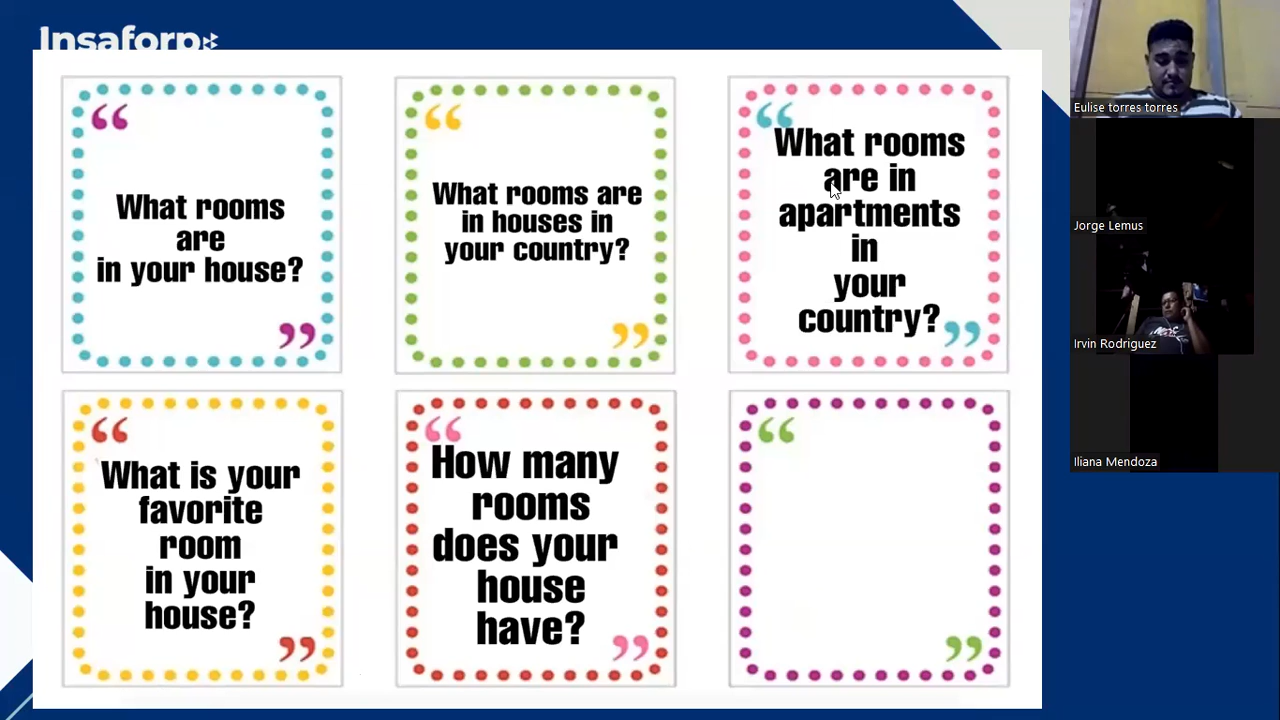 Insaforp
What rooms
are
in your house?
What rooms are
in houses in
your country?
What rooms
are in
apartments
in
your
country?
What is your
favorite
room
in your
house?
How many
rooms
does your
house
have?
Eulise torres torres
Jorge Lemus
Irvin Rodriguez
Iliana Mendoza